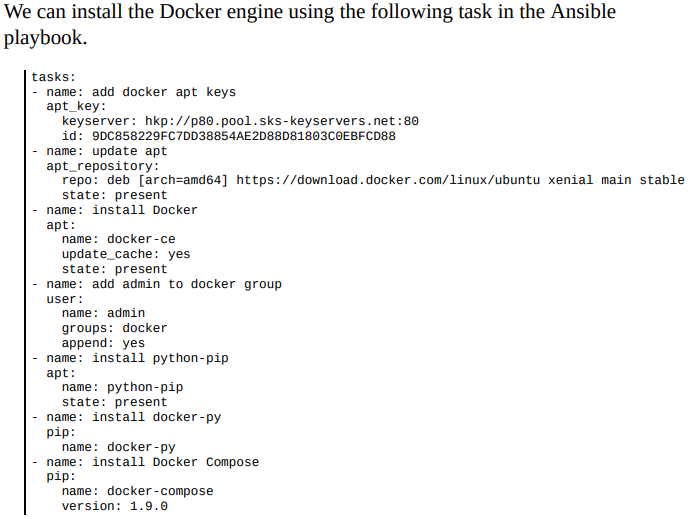 We can install the Docker engine using the following task in the Ansible
playbook.
tasks:
- name: add docker apt keys
  apt_key:
    keyserver: hkp://p80.pool.sks-keyservers.net:80
    id: 9DC858229FC7DD38854AE2D88D81803C0EBFCD88
- name: update apt
  apt_repository:
    repo: deb [arch=amd64] https://download.docker.com/linux/ubuntu xenial main stable
    state: present
- name: install Docker
  apt:
    name: docker-ce
    update_cache: yes
    state: present
- name: add admin to docker group
  user:
    name: admin
    groups: docker
    append: yes
- name: install python-pip
  apt:
    name: python-pip
    state: present
- name: install docker-py
  pip:
    name: docker-py
- name: install Docker Compose
  pip:
    name: docker-compose
    version: 1.9.0